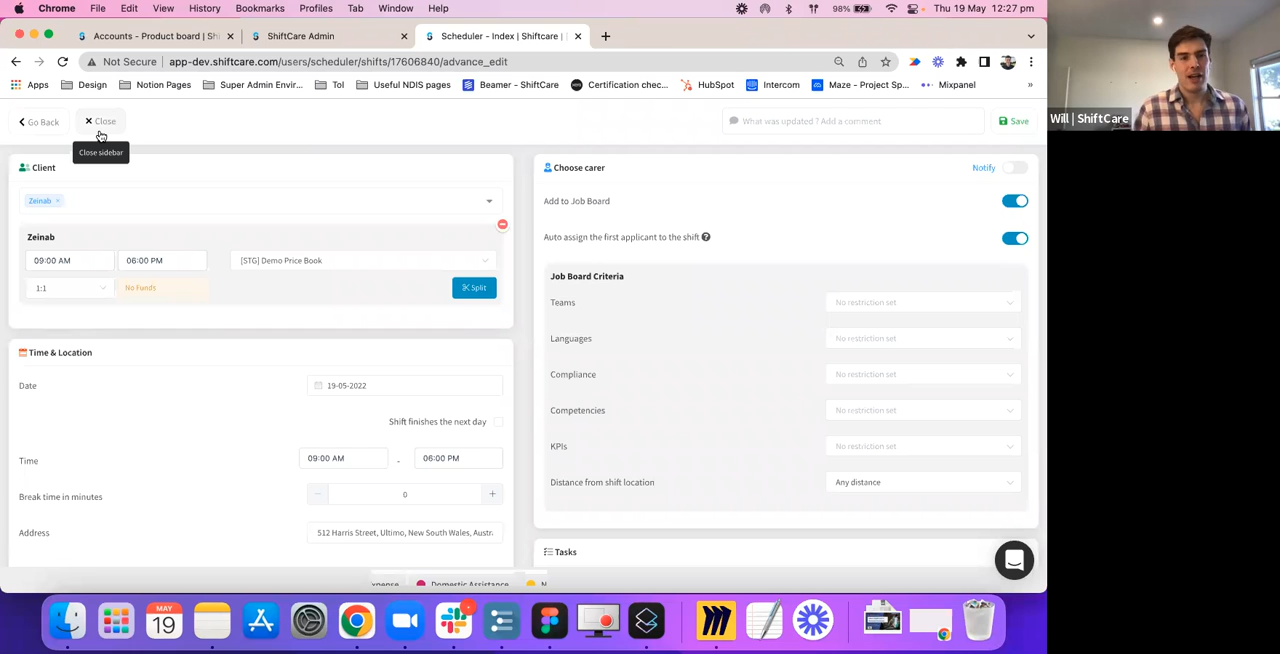 Chrome File Edit View History Bookmarks Profiles Tab Window Help 98% Thu 19 May 12:27 pm
Accounts - Product board | Shi
ShiftCare Admin
Scheduler - Index | Shiftcare |
Not Secure | app-dev.shiftcare.com/users/scheduler/shifts/17606840/advance_edit
Apps Design Notion Pages Super Admin Envir... Tol Useful NDIS pages Beamer - ShiftCare Certification chec... HubSpot Intercom Maze - Project Sp... Mixpanel »
Will | ShiftCare
Go Back
Close
What was updated ? Add a comment
Save
Close sidebar
Client
Zeinab ×
Zeinab
09:00 AM 06:00 PM [STG] Demo Price Book
1:1 No Funds Split
Time & Location
Date 19-05-2022
Shift finishes the next day
Time 09:00 AM - 06:00 PM
Break time in minutes − 0 +
Address 512 Harris Street, Ultimo, New South Wales, Austr
Choose carer Notify
Add to Job Board
Auto assign the first applicant to the shift ?
Job Board Criteria
Teams No restriction set
Languages No restriction set
Compliance No restriction set
Competencies No restriction set
KPIs No restriction set
Distance from shift location Any distance
Tasks
xpense Domestic Assistance N
MAY
19